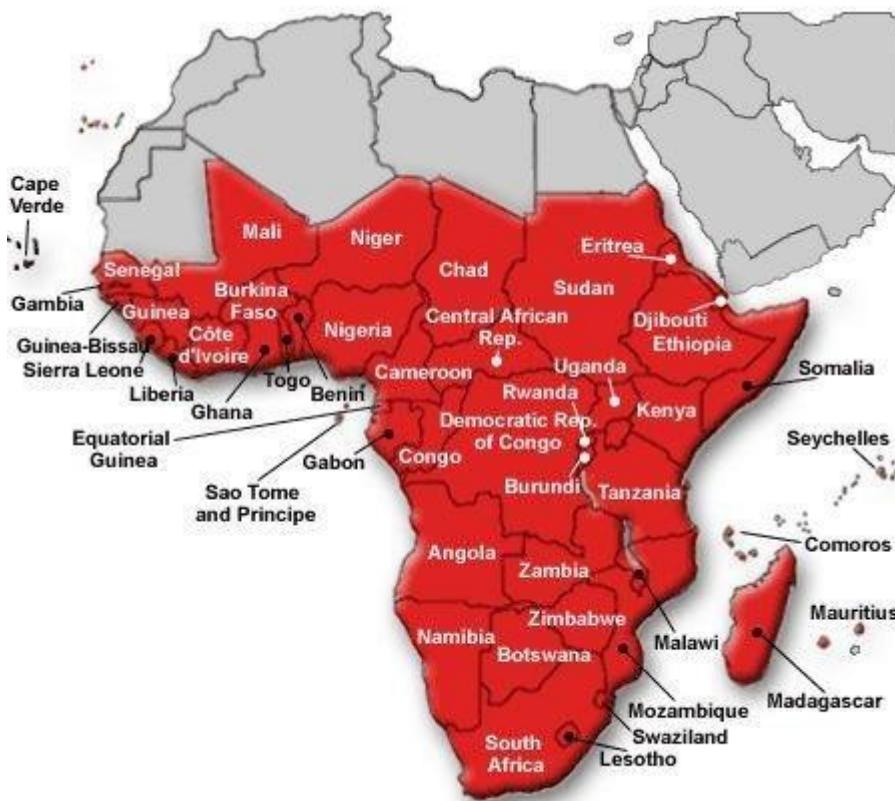 Cape
Verde
Mali
Niger
Eritrea
Chad
Senegal
Sudan
Gambia
Burkina
Faso
Guinea
Djibouti
Central African
Rep.
Nigeria
Côte
d'Ivoire
Ethiopia
Guinea-Bissau
Sierra Leone
Uganda
Cameroon
Somalia
Togo
Benin
Liberia
Rwanda
Ghana
Kenya
Democratic Rep.
of Congo
Equatorial
Guinea
Gabon
Congo
Seychelles
Burundi
Tanzania
Sao Tome
and Principe
Comoros
Angola
Zambia
Mauritius
Zimbabwe
Namibia
Malawi
Botswana
Madagascar
Mozambique
Swaziland
South
Africa
Lesotho